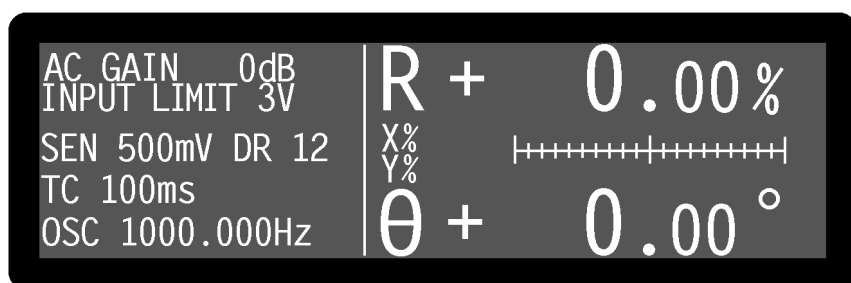 AC GAIN 0dB
INPUT LIMIT 3V
SEN 500mV DR 12
TC 100ms
OSC 1000.000Hz
R + 0.00%
X%
Y%
θ + 0.00°